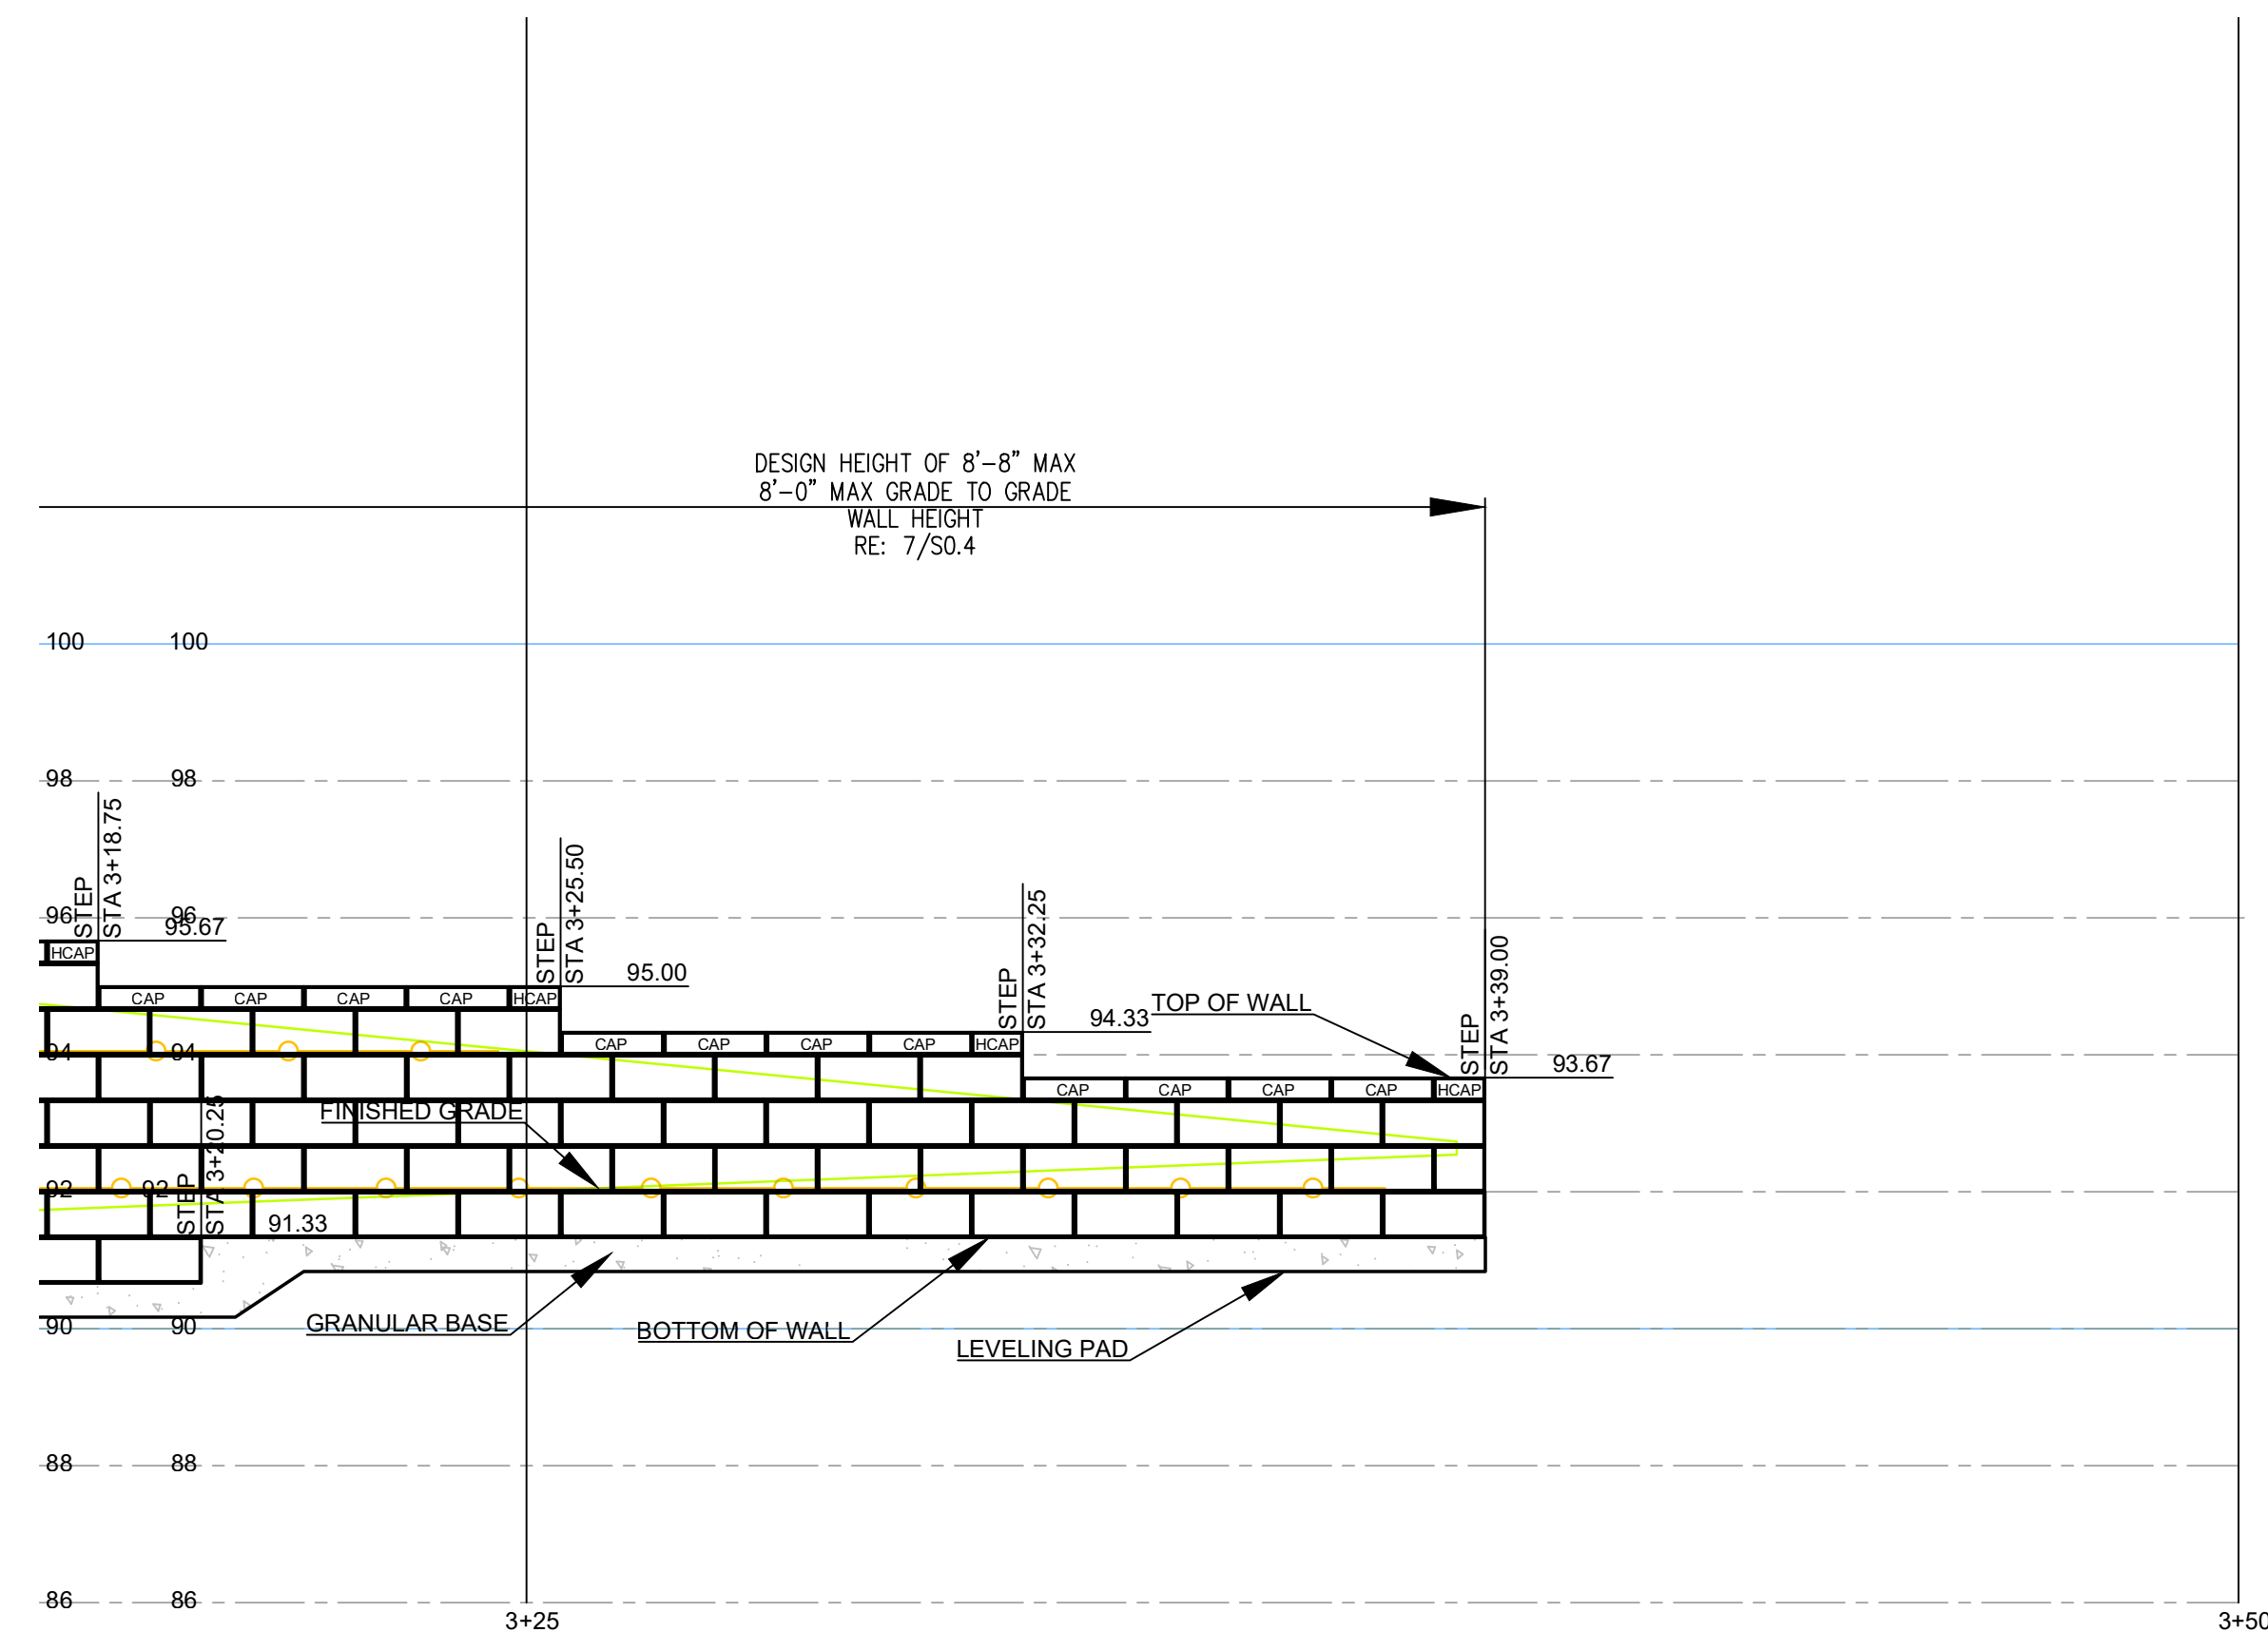 DESIGN HEIGHT OF 8'-8" MAX
8'-0" MAX GRADE TO GRADE
WALL HEIGHT
RE: 7/S0.4
100 100
98 98
STEP
STA 3+18.75
STEP
STA 3+25.50
STEP
STA 3+32.25
STEP
STA 3+39.00
96 96
95.67
HCAP
95.00
CAP CAP CAP CAP HCAP
TOP OF WALL
94.33
CAP CAP CAP CAP HCAP
94 94
93.67
CAP CAP CAP CAP HCAP
FINISHED GRADE
STEP
STA 3+20.25
92 92
91.33
GRANULAR BASE
BOTTOM OF WALL
LEVELING PAD
90 90
88 88
86 86
3+25 3+50